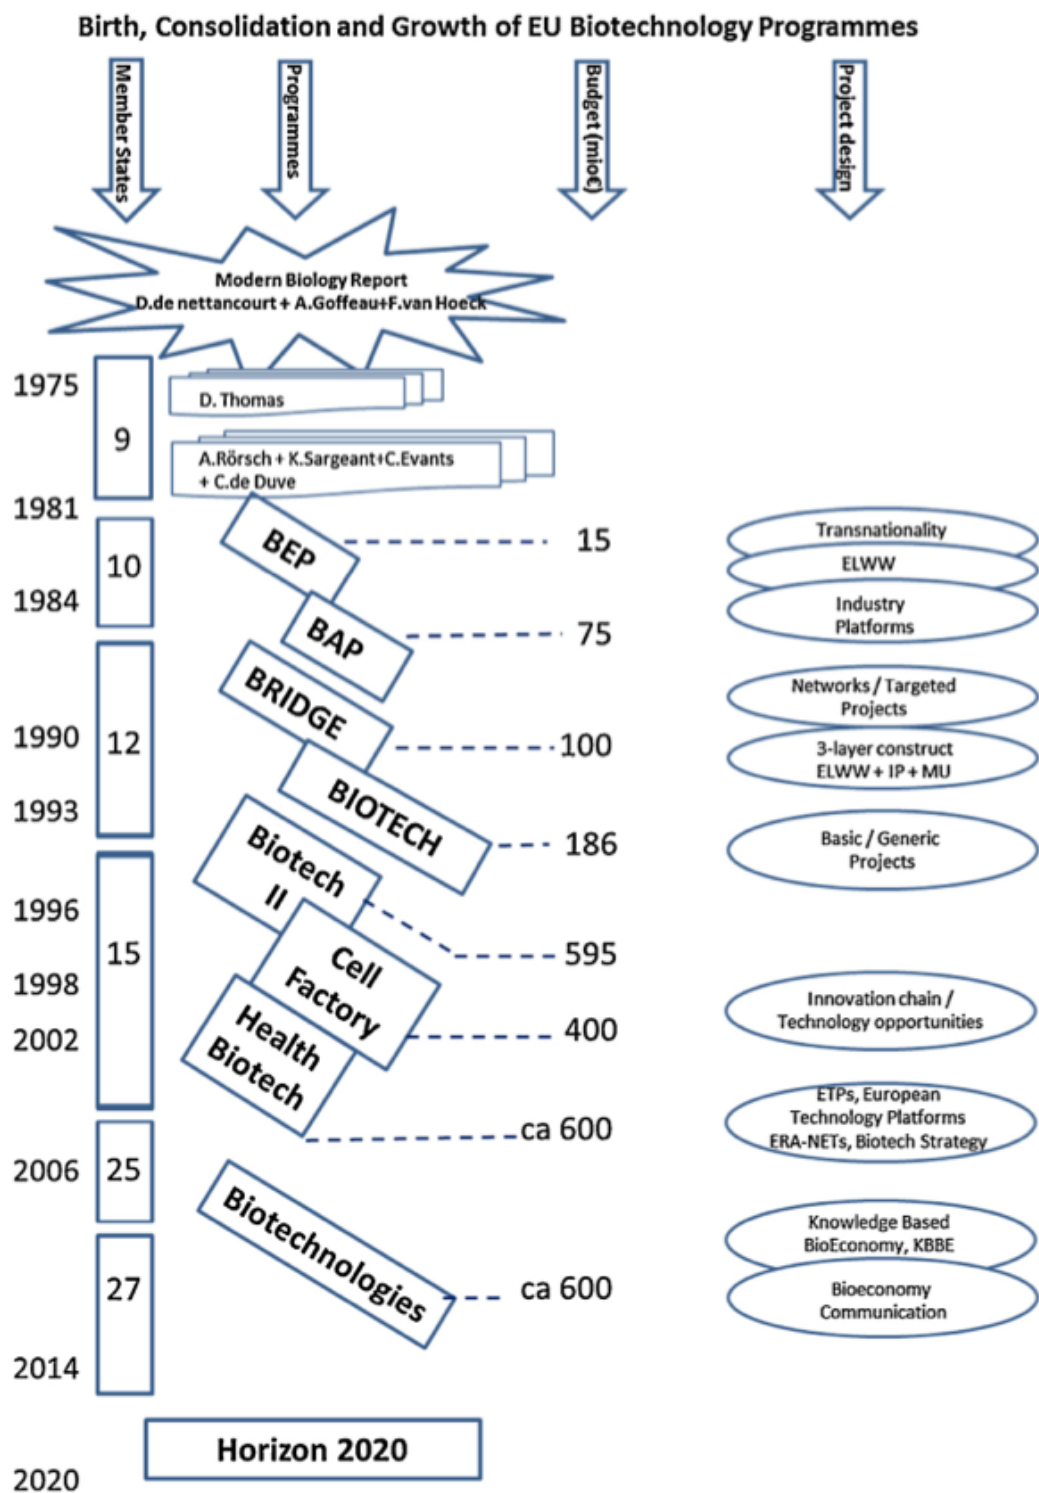 Birth, Consolidation and Growth of EU Biotechnology Programmes
Member States
Programmes
Budget (mio€)
Project design
Modern Biology Report
D.de nettancourt + A.Goffeau+F.van Hoeck
1975
D. Thomas
9
A.Rörsch + K.Sargeant+C.Evants
+ C.de Duve
1981
BEP
15
Transnationality
10
ELWW
1984
Industry
Platforms
BAP
75
BRIDGE
Networks / Targeted
Projects
1990
12
100
3-layer construct
ELWW + IP + MU
1993
BIOTECH
186
Basic / Generic
Projects
Biotech
II
1996
15
595
Cell
Factory
1998
Innovation chain /
Technology opportunities
2002
400
Health
Biotech
ca 600
ETPs, European
Technology Platforms
ERA-NETs, Biotech Strategy
2006
25
Biotechnologies
Knowledge Based
BioEconomy, KBBE
27
ca 600
Bioeconomy
Communication
2014
Horizon 2020
2020